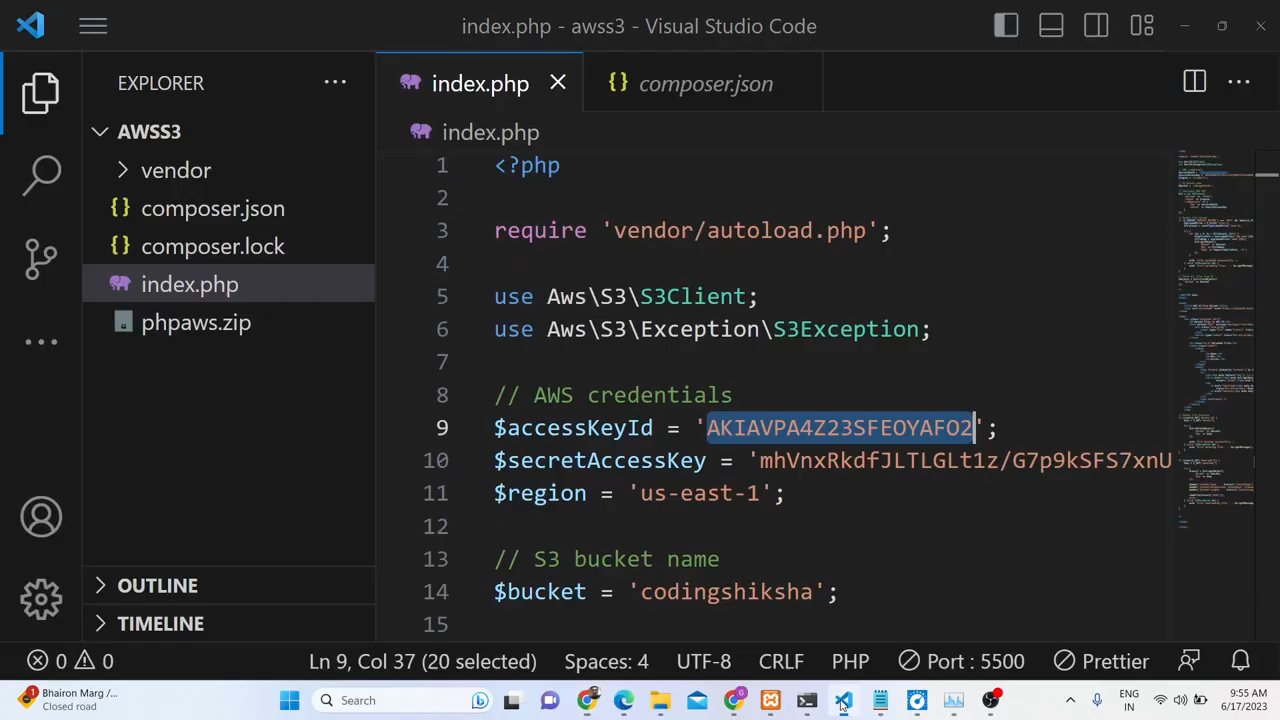 index.php - awss3 - Visual Studio Code
EXPLORER
AWSS3
vendor
composer.json
composer.lock
index.php
phpaws.zip
OUTLINE
TIMELINE
index.php
composer.json
index.php
1 <?php
2
3 require 'vendor/autoload.php';
4
5 use Aws\S3\S3Client;
6 use Aws\S3\Exception\S3Exception;
7
8 // AWS credentials
9 $accessKeyId = 'AKIAVPA4Z23SFEOYAFO2';
10 $secretAccessKey = 'mhVnxRkdfJLTLGLt1z/G7p9kSFS7xnU
11 $region = 'us-east-1';
12
13 // S3 bucket name
14 $bucket = 'codingshiksha';
15
0 0 Ln 9, Col 37 (20 selected) Spaces: 4 UTF-8 CRLF PHP Port : 5500 Prettier
1 Bhairon Marg /...
Closed road
Search
ENG
IN
9:55 AM
6/17/2023